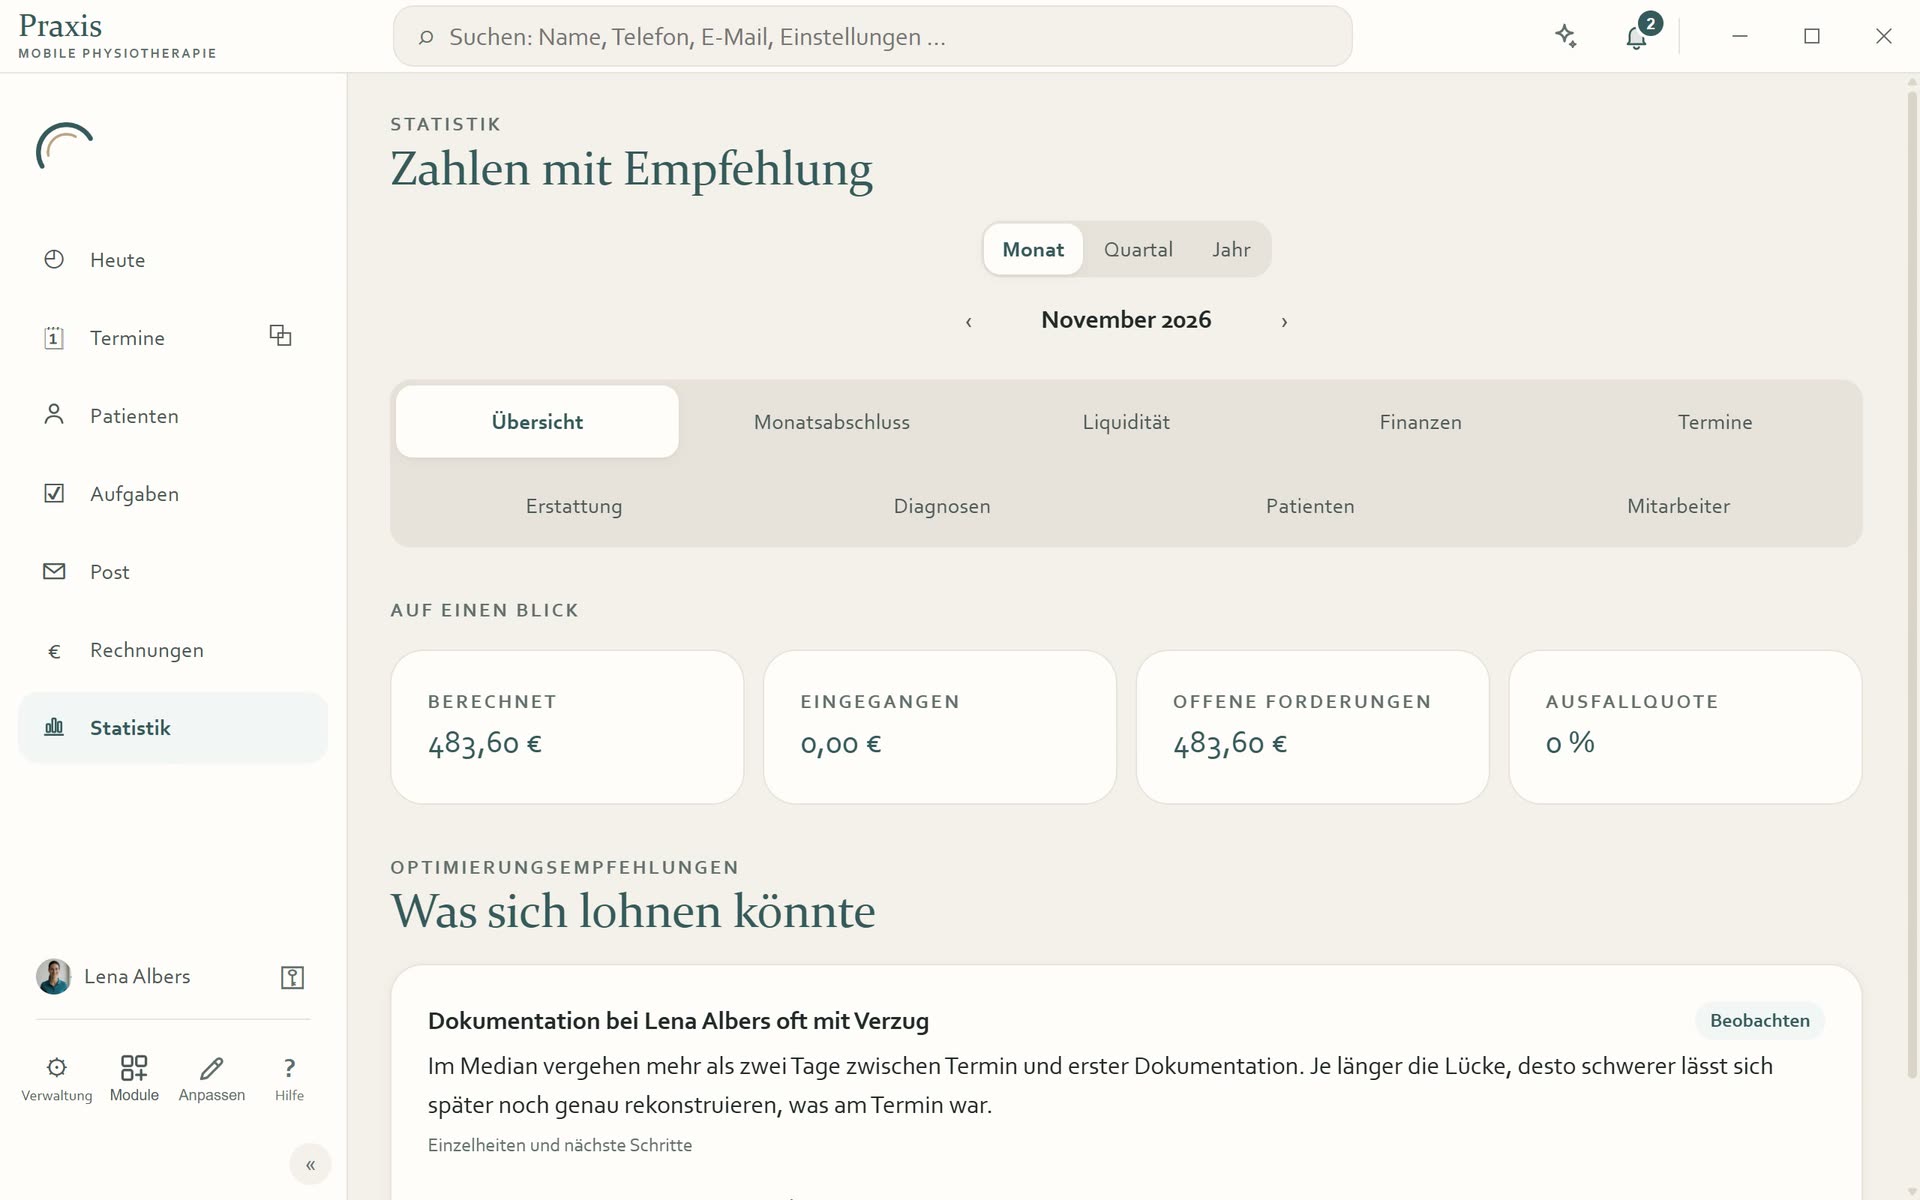 Praxis
MOBILE PHYSIOTHERAPIE
Suchen: Name, Telefon, E-Mail, Einstellungen ...
2
Heute
1
Termine
Patienten
Aufgaben
Post
€
Rechnungen
Statistik
Lena Albers
Verwaltung
Module
Anpassen
?
Hilfe
«
STATISTIK
Zahlen mit Empfehlung
Monat
Quartal
Jahr
‹
November 2026
›
Übersicht
Monatsabschluss
Liquidität
Finanzen
Termine
Erstattung
Diagnosen
Patienten
Mitarbeiter
AUF EINEN BLICK
BERECHNET
483,60 €
EINGEGANGEN
0,00 €
OFFENE FORDERUNGEN
483,60 €
AUSFALLQUOTE
0 %
OPTIMIERUNGSEMPFEHLUNGEN
Was sich lohnen könnte
Dokumentation bei Lena Albers oft mit Verzug
Beobachten
Im Median vergehen mehr als zwei Tage zwischen Termin und erster Dokumentation. Je länger die Lücke, desto schwerer lässt sich
später noch genau rekonstruieren, was am Termin war.
Einzelheiten und nächste Schritte